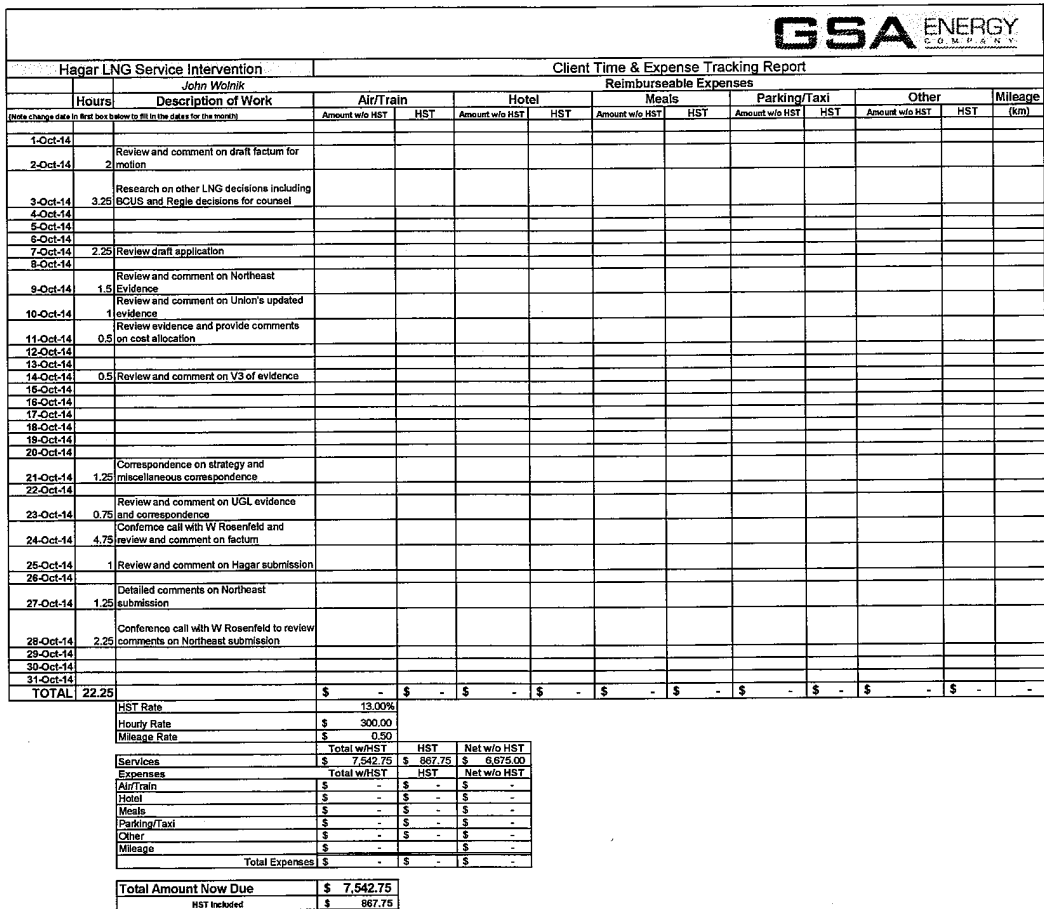 GSA ENERGY
COMPANY
Hagar LNG Service Intervention Client Time & Expense Tracking Report
John Wolnik Reimburseable Expenses
Hours Description of Work Air/Train Hotel Meals Parking/Taxi Other Mileage
(Note change date in first box below to fill in the dates for the month) Amount w/o HST HST Amount w/o HST HST Amount w/o HST HST Amount w/o HST HST Amount w/o HST HST (km)
1-Oct-14
Review and comment on draft factum for
2-Oct-14 2 motion
Research on other LNG decisions including
3-Oct-14 3.25 BCUS and Regie decisions for counsel
4-Oct-14
5-Oct-14
6-Oct-14
7-Oct-14 2.25 Review draft application
8-Oct-14
Review and comment on Northeast
9-Oct-14 1.5 Evidence
Review and comment on Union's updated
10-Oct-14 1 evidence
Review evidence and provide comments
11-Oct-14 0.5 on cost allocation
12-Oct-14
13-Oct-14
14-Oct-14 0.5 Review and comment on V3 of evidence
15-Oct-14
16-Oct-14
17-Oct-14
18-Oct-14
19-Oct-14
20-Oct-14
Correspondence on strategy and
21-Oct-14 1.25 miscellaneous correspondence
22-Oct-14
Review and comment on UGL evidence
23-Oct-14 0.75 and correspondence
Confernce call with W Rosenfeld and
24-Oct-14 4.75 review and comment on factum
25-Oct-14 1 Review and comment on Hagar submission
26-Oct-14
Detailed comments on Northeast
27-Oct-14 1.25 submission
Conference call with W Rosenfeld to review
28-Oct-14 2.25 comments on Northeast submission
29-Oct-14
30-Oct-14
31-Oct-14
TOTAL 22.25 $ - $ - $ - $ - $ - $ - $ - $ - $ - $ - -
HST Rate 13.00%
Hourly Rate $ 300.00
Mileage Rate $ 0.50
Total w/HST HST Net w/o HST
Services $ 7,542.75 $ 867.75 $ 6,675.00
Expenses Total w/HST HST Net w/o HST
Air/Train $ - $ - $ -
Hotel $ - $ - $ -
Meals $ - $ - $ -
Parking/Taxi $ - $ - $ -
Other $ - $ - $ -
Mileage $ - $ -
Total Expenses $ - $ - $ -
Total Amount Now Due $ 7,542.75
HST Included $ 867.75